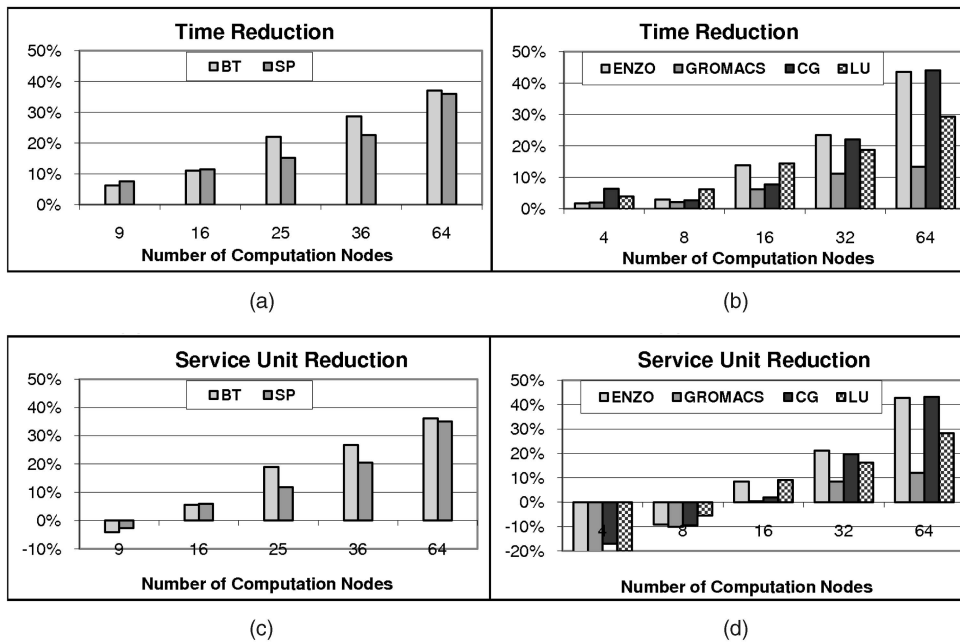 Time Reduction
50%
40%
30%
20%
10%
0%
BT SP
9 16 25 36 64
Number of Computation Nodes
(a)
Time Reduction
50%
40%
30%
20%
10%
0%
ENZO GROMACS CG LU
4 8 16 32 64
Number of Computation Nodes
(b)
Service Unit Reduction
50%
40%
30%
20%
10%
0%
-10%
BT SP
9 16 25 36 64
Number of Computation Nodes
(c)
Service Unit Reduction
50%
40%
30%
20%
10%
0%
-10%
-20%
ENZO GROMACS CG LU
4 8 16 32 64
Number of Computation Nodes
(d)